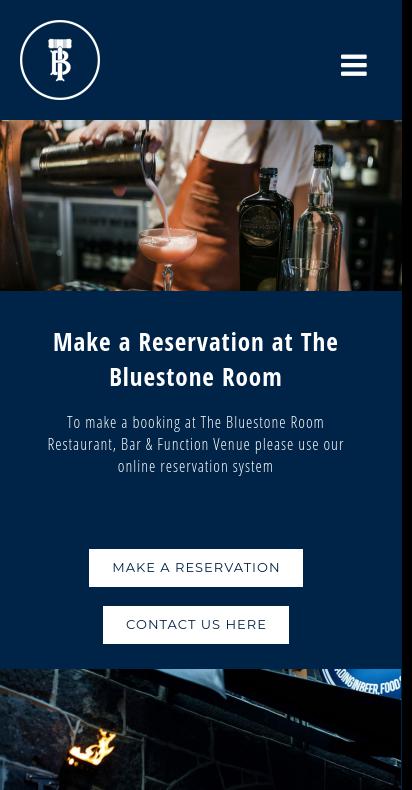 TB
Make a Reservation at The
Bluestone Room
To make a booking at The Bluestone Room
Restaurant, Bar & Function Venue please use our
online reservation system
MAKE A RESERVATION
CONTACT US HERE
BEER, FOOD